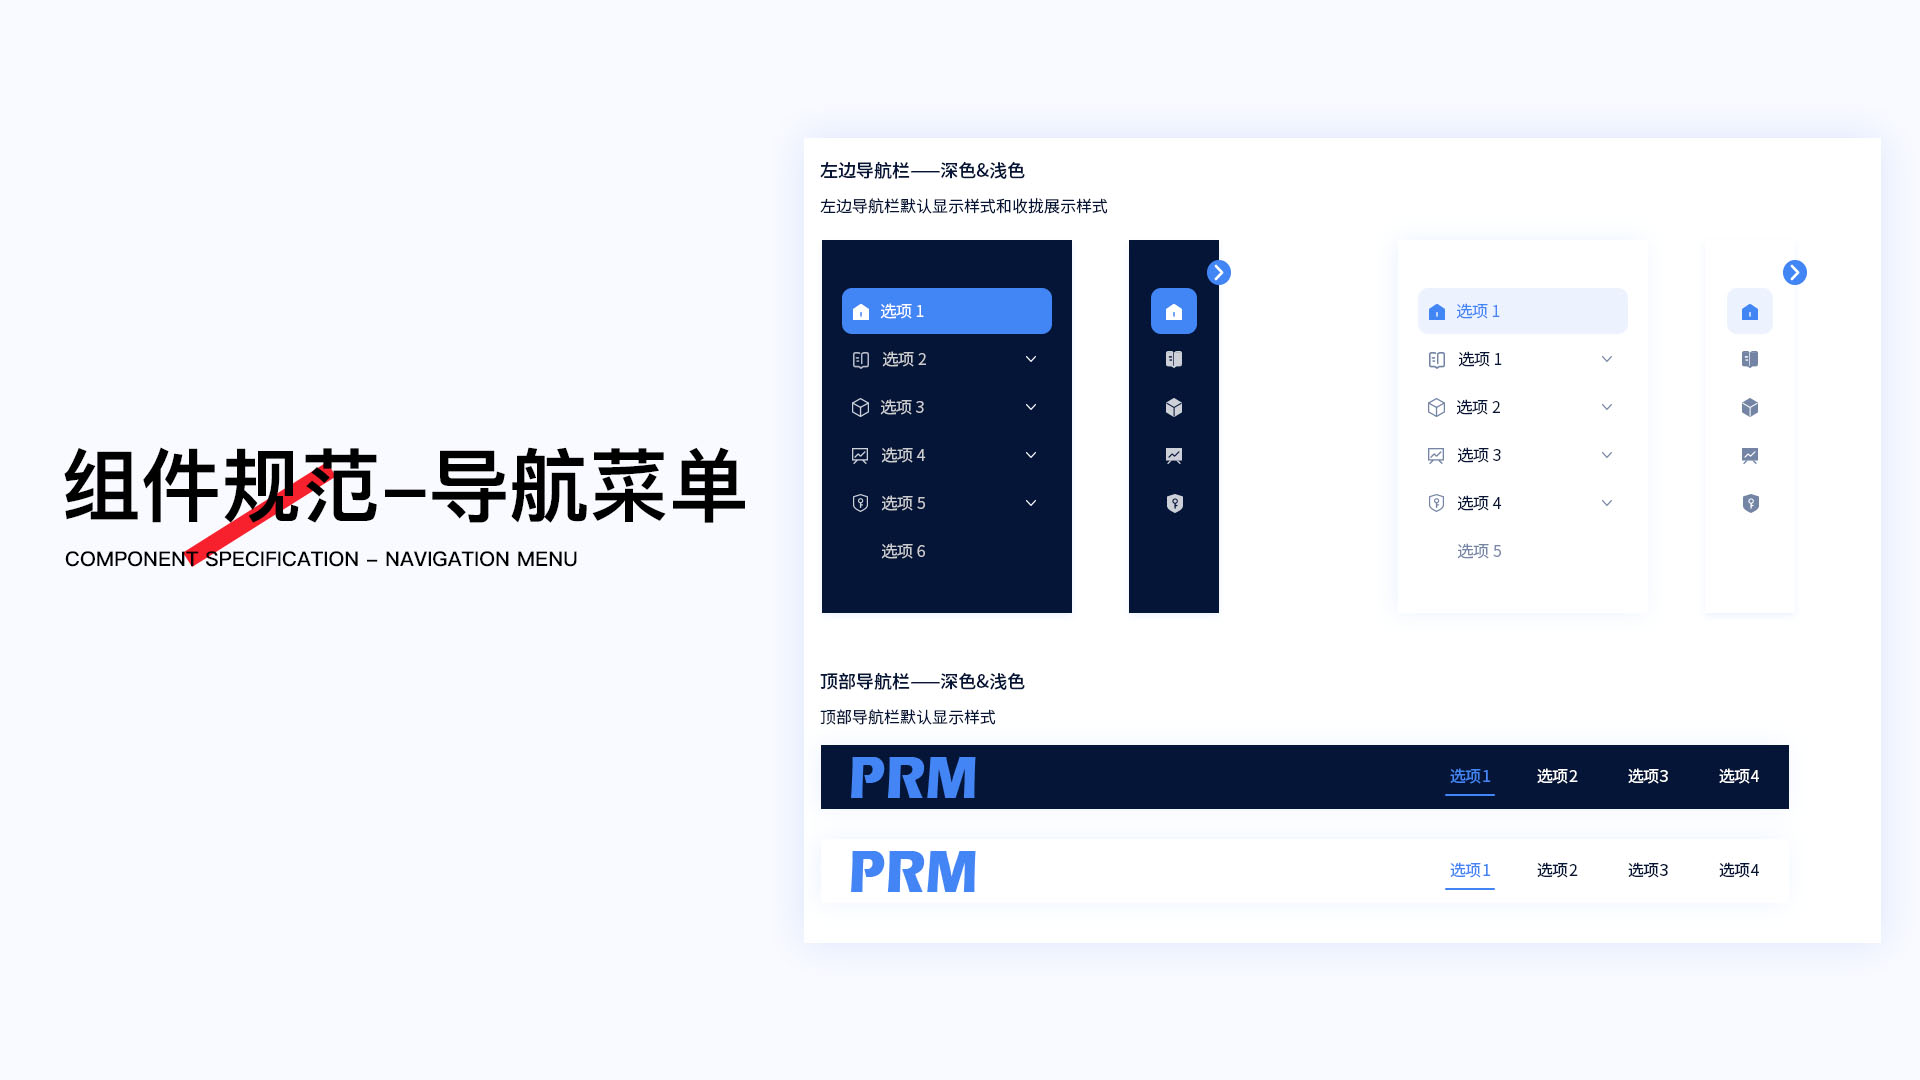 组件规范-导航菜单
COMPONENT SPECIFICATION - NAVIGATION MENU
左边导航栏——深色&浅色
左边导航栏默认显示样式和收拢展示样式
选项 1
选项 2
选项 3
选项 4
选项 5
选项 6
选项 1
选项 1
选项 2
选项 3
选项 4
选项 5
顶部导航栏——深色&浅色
顶部导航栏默认显示样式
PRM 选项1 选项2 选项3 选项4
PRM 选项1 选项2 选项3 选项4